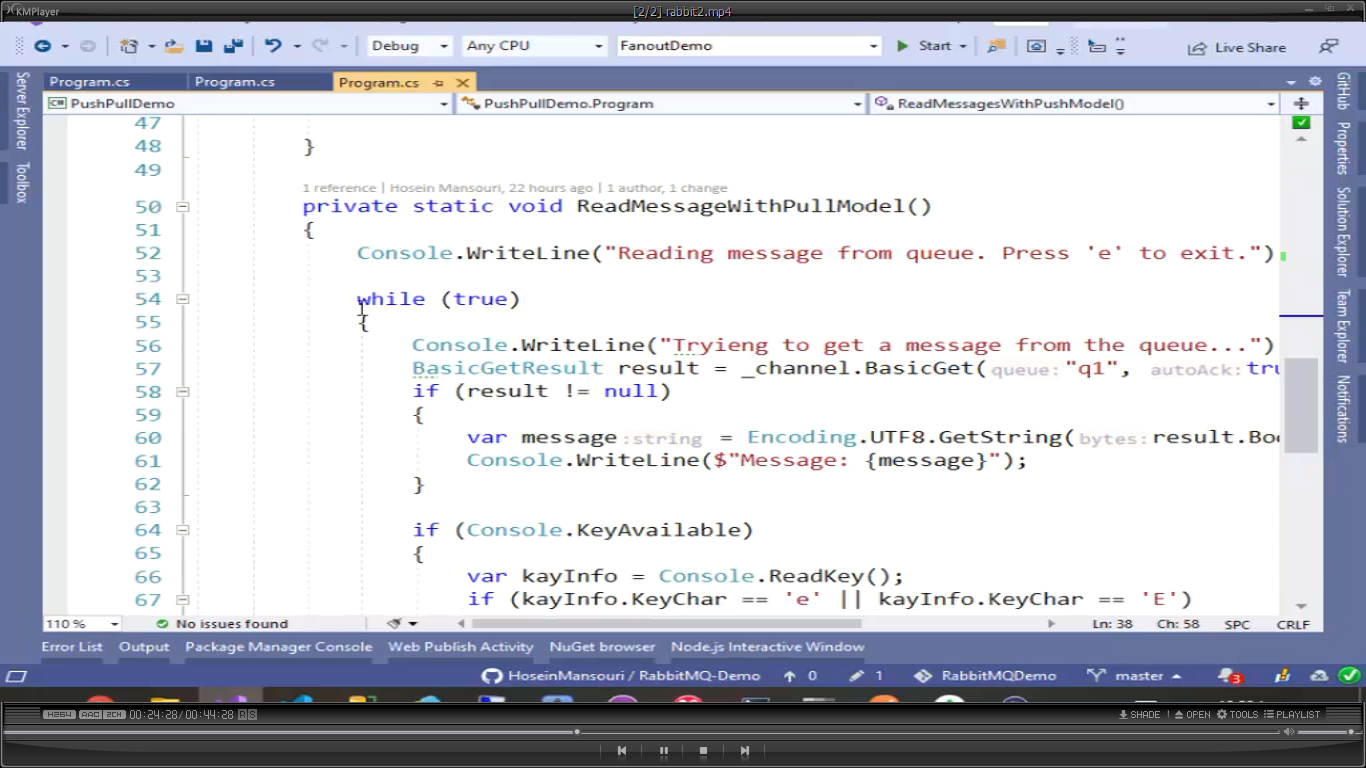 KMPlayer
[2/2] rabbit2.mp4
Debug
Any CPU
FanoutDemo
Start
Live Share
Program.cs
Program.cs
Program.cs
PushPullDemo
PushPullDemo.Program
ReadMessagesWithPushModel()
Server Explorer
Toolbox
GitHub
Properties
Solution Explorer
Team Explorer
Notifications
47
48 }
49
1 reference | Hosein Mansouri, 22 hours ago | 1 author, 1 change
50 private static void ReadMessageWithPullModel()
51 {
52 Console.WriteLine("Reading message from queue. Press 'e' to exit.")
53
54 while (true)
55 {
56 Console.WriteLine("Tryieng to get a message from the queue...")
57 BasicGetResult result = _channel.BasicGet(queue: "q1", autoAck: tru
58 if (result != null)
59 {
60 var message :string = Encoding.UTF8.GetString(bytes: result.Bo
61 Console.WriteLine($"Message: {message}");
62 }
63
64 if (Console.KeyAvailable)
65 {
66 var kayInfo = Console.ReadKey();
67 if (kayInfo.KeyChar == 'e' || kayInfo.KeyChar == 'E')
110 %
No issues found
Ln: 38
Ch: 58
SPC
CRLF
Error List
Output
Package Manager Console
Web Publish Activity
NuGet browser
Node.js Interactive Window
HoseinMansouri / RabbitMQ-Demo
0
1
RabbitMQDemo
master
3
H264 AAC 2CH 00:24:28/00:44:28
SHADE
OPEN
TOOLS
PLAYLIST